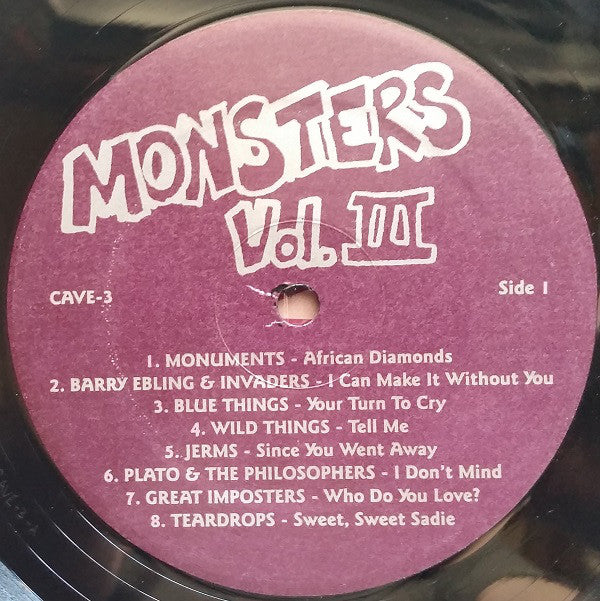 MONSTERS
Vol. III
CAVE-3
Side 1
1. MONUMENTS - African Diamonds
2. BARRY EBLING & INVADERS - I Can Make It Without You
3. BLUE THINGS - Your Turn To Cry
4. WILD THINGS - Tell Me
5. JERMS - Since You Went Away
6. PLATO & THE PHILOSOPHERS - I Don't Mind
7. GREAT IMPOSTERS - Who Do You Love?
8. TEARDROPS - Sweet, Sweet Sadie